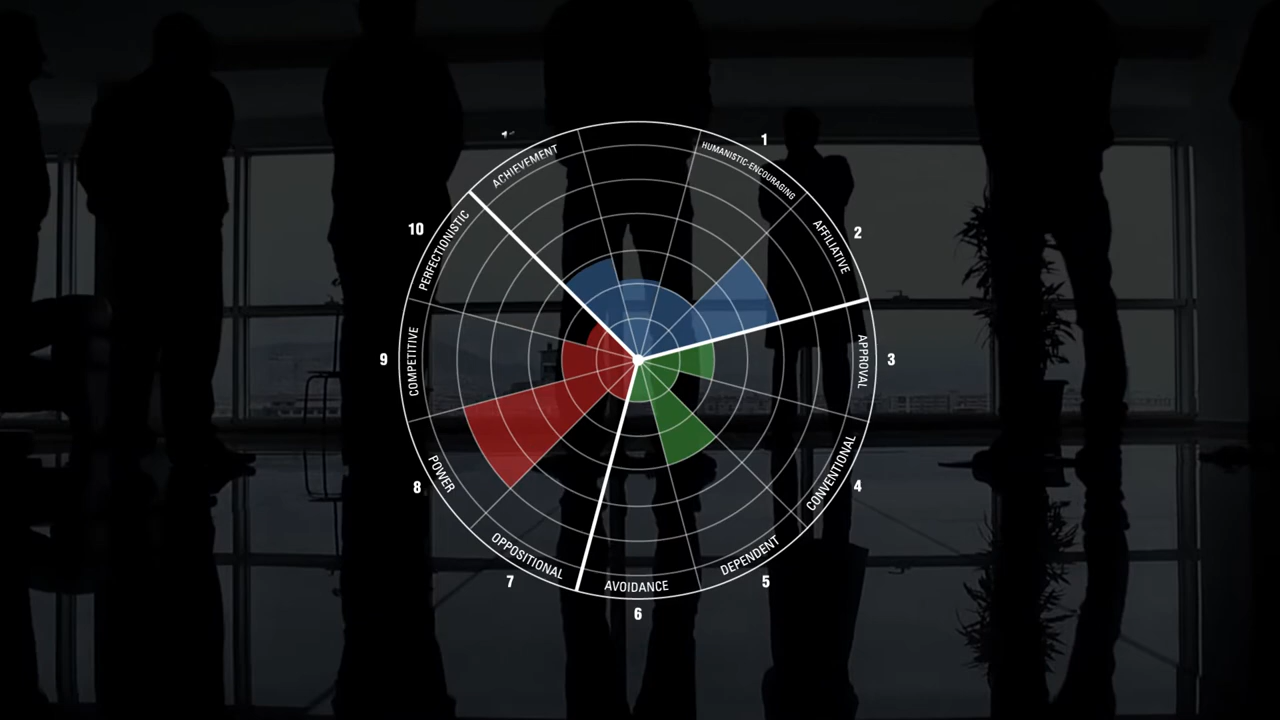 1
HUMANISTIC-ENCOURAGING
2
AFFILIATIVE
3
APPROVAL
4
CONVENTIONAL
5
DEPENDENT
6
AVOIDANCE
7
OPPOSITIONAL
8
POWER
9
COMPETITIVE
10
PERFECTIONISTIC
ACHIEVEMENT